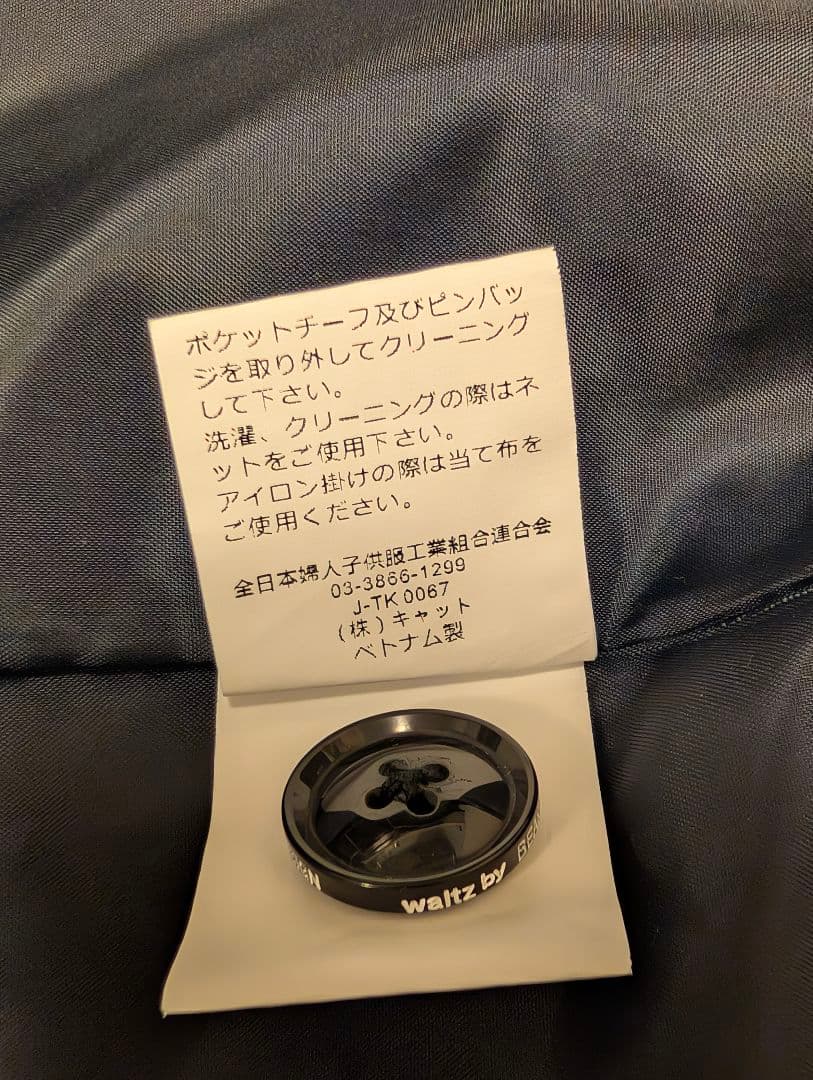 ポケットチーフ及びピンバッ
ジを取り外してクリーニング
して下さい。
洗濯、クリーニングの際はネ
ットをご使用下さい。
アイロン掛けの際は当て布を
ご使用ください。
全日本婦人子供服工業組合連合会
03-3866-1299
J-TK 0067
(株)キャット
ベトナム製
waltz by